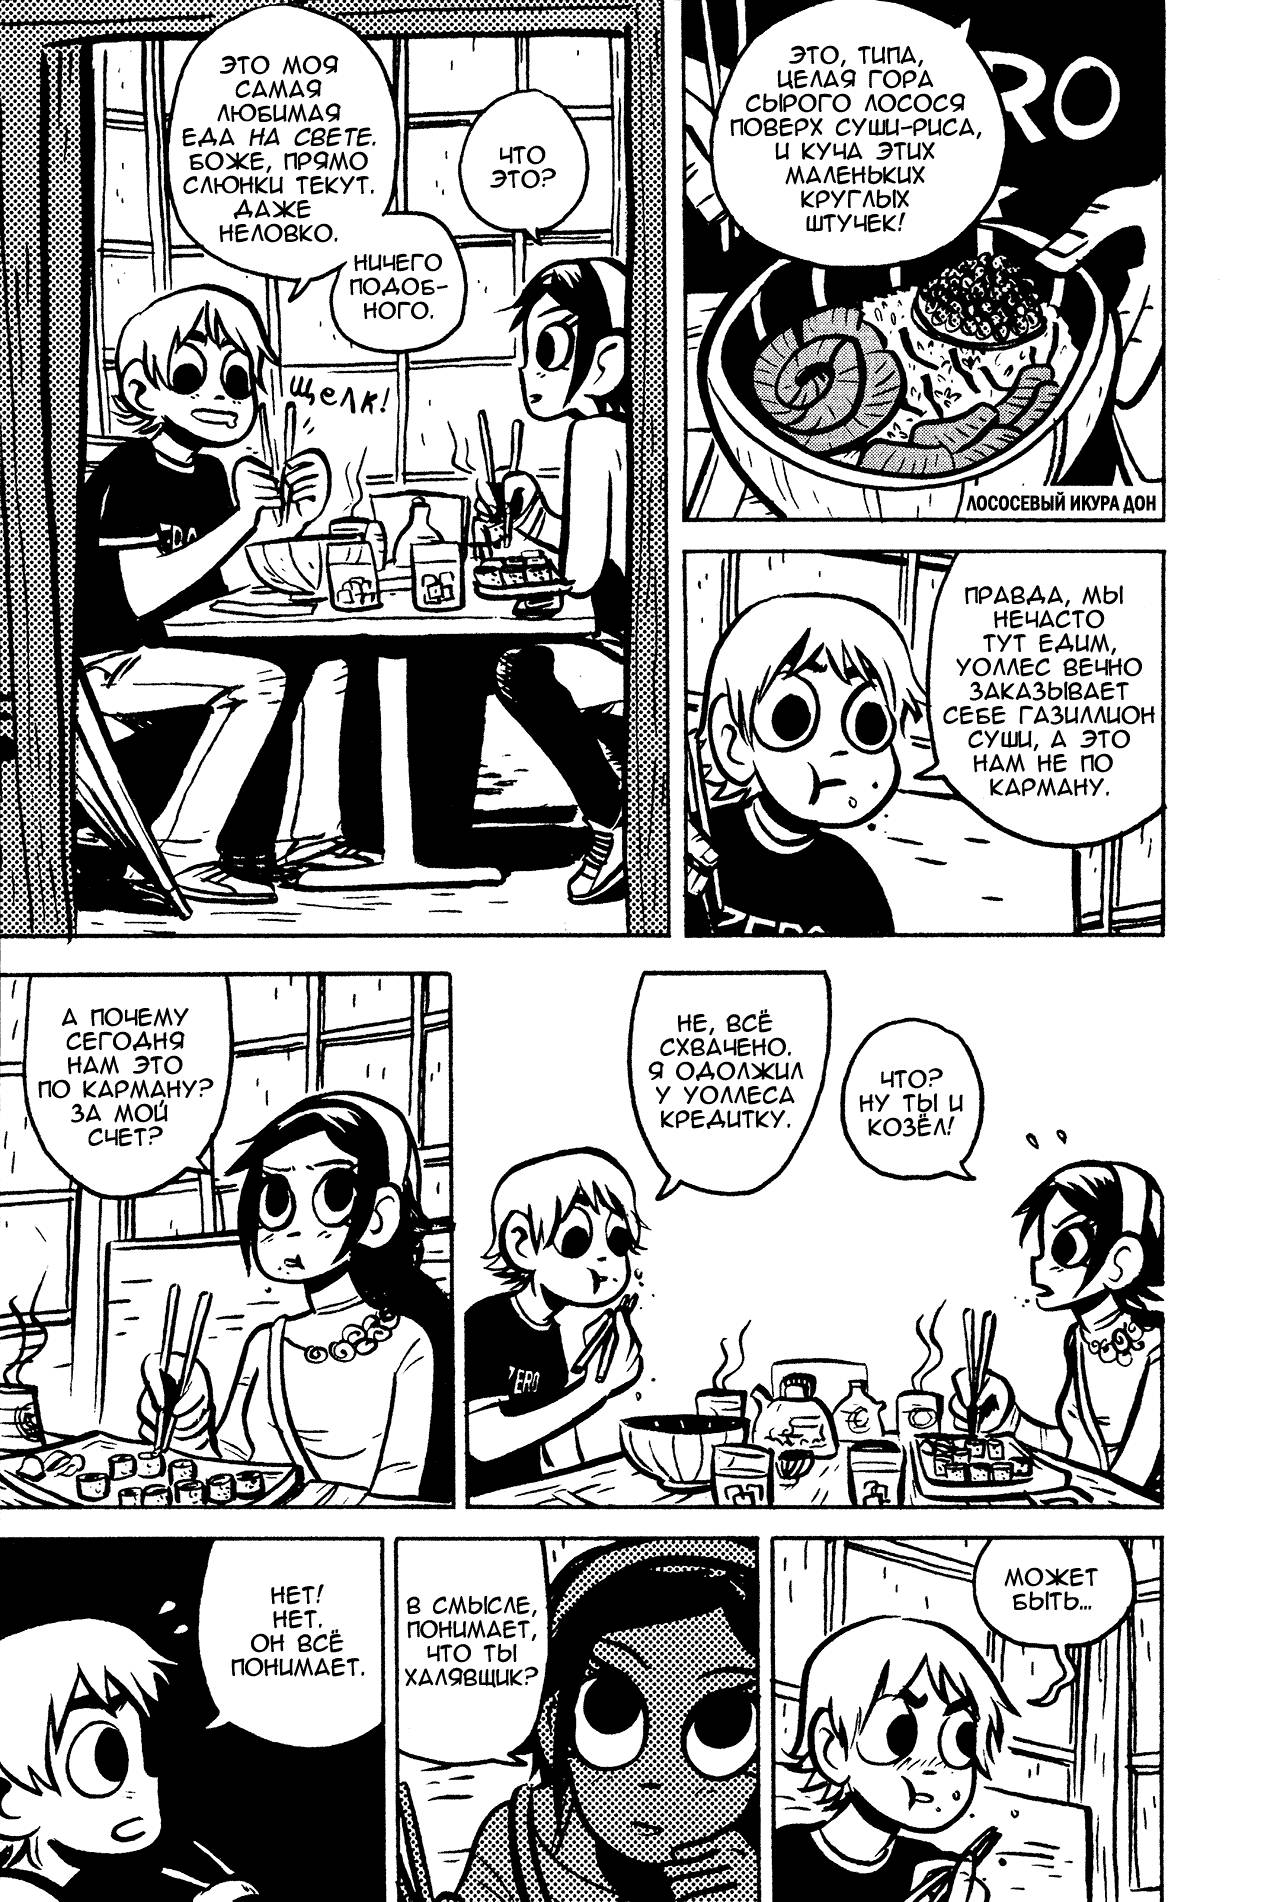 ЭТО МОЯ
САМАЯ
ЛЮБИМАЯ
ЕДА НА СВЕТЕ.
БОЖЕ, ПРЯМО
СЛЮНКИ ТЕКУТ.
ДАЖЕ
НЕЛОВКО.
ЧТО
ЭТО?
НИЧЕГО
ПОДОБ-
НОГО.
ЩЕЛК!
ЭТО, ТИПА,
ЦЕЛАЯ ГОРА
СЫРОГО ЛОСОСЯ
ПОВЕРХ СУШИ-РИСА,
И КУЧА ЭТИХ
МАЛЕНЬКИХ
КРУГЛЫХ
ШТУЧЕК!
RO
ЛОСОСЕВЫЙ ИКУРА ДОН
ПРАВДА, МЫ
НЕЧАСТО
ТУТ ЕДИМ,
УОЛЛЕС ВЕЧНО
ЗАКАЗЫВАЕТ
СЕБЕ ГАЗИЛЛИОН
СУШИ, А ЭТО
НАМ НЕ ПО
КАРМАНУ.
А ПОЧЕМУ
СЕГОДНЯ
НАМ ЭТО
ПО КАРМАНУ?
ЗА МОЙ
СЧЕТ?
НЕ, ВСЁ
СХВАЧЕНО.
Я ОДОЛЖИЛ
У УОЛЛЕСА
КРЕДИТКУ.
ЧТО?
НУ ТЫ И
КОЗЁЛ!
ZERO
НЕТ!
НЕТ.
ОН ВСЁ
ПОНИМАЕТ.
В СМЫСЛЕ,
ПОНИМАЕТ,
ЧТО ТЫ
ХАЛЯВЩИК?
МОЖЕТ
БЫТЬ...